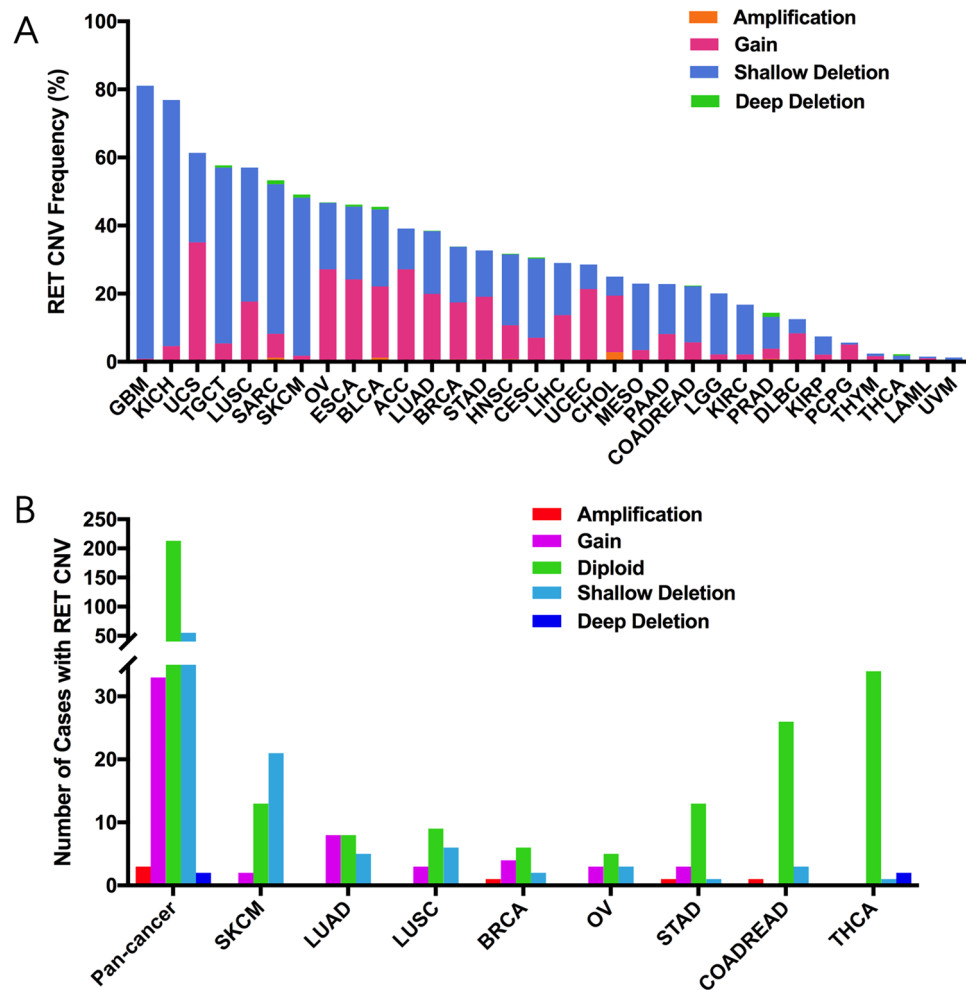 A
RET CNV Frequency (%)
100
80
60
40
20
0
Amplification
Gain
Shallow Deletion
Deep Deletion
GBM
KICH
UCS
TGCT
LUSC
SARC
SKCM
OV
ESCA
BLCA
ACC
LUAD
BRCA
STAD
HNSC
CESC
LIHC
UCEC
CHOL
MESO
PAAD
COADREAD
LGG
KIRC
PRAD
DLBC
KIRP
PCPG
THYM
THCA
LAML
UVM
B
Number of Cases with RET CNV
250
200
150
100
50
30
20
10
0
Amplification
Gain
Diploid
Shallow Deletion
Deep Deletion
Pan-cancer
SKCM
LUAD
LUSC
BRCA
OV
STAD
COADREAD
THCA